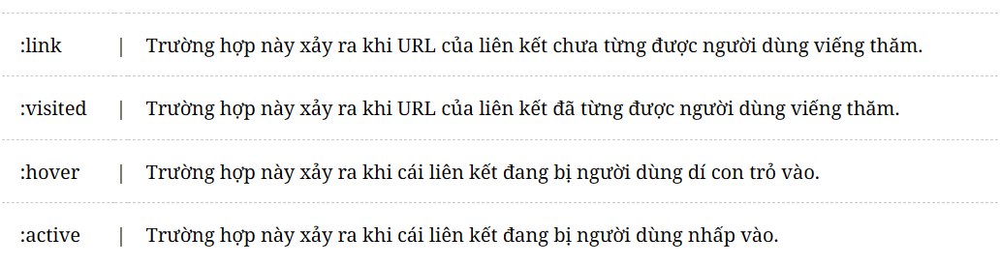 :link | Trường hợp này xảy ra khi URL của liên kết chưa từng được người dùng viếng thăm.
:visited | Trường hợp này xảy ra khi URL của liên kết đã từng được người dùng viếng thăm.
:hover | Trường hợp này xảy ra khi cái liên kết đang bị người dùng dí con trỏ vào.
:active | Trường hợp này xảy ra khi cái liên kết đang bị người dùng nhấp vào.